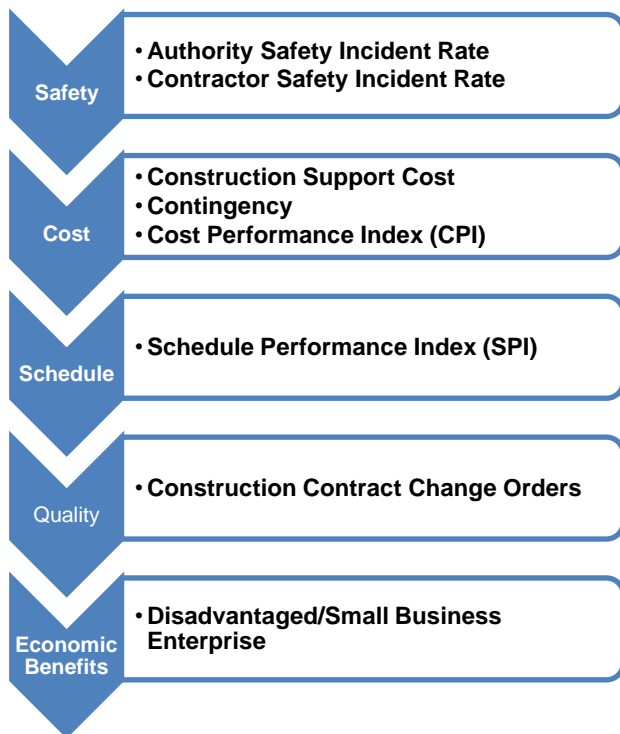 Safety
• Authority Safety Incident Rate
• Contractor Safety Incident Rate
Cost
• Construction Support Cost
• Contingency
• Cost Performance Index (CPI)
Schedule
• Schedule Performance Index (SPI)
Quality
• Construction Contract Change Orders
Economic
Benefits
• Disadvantaged/Small Business
Enterprise